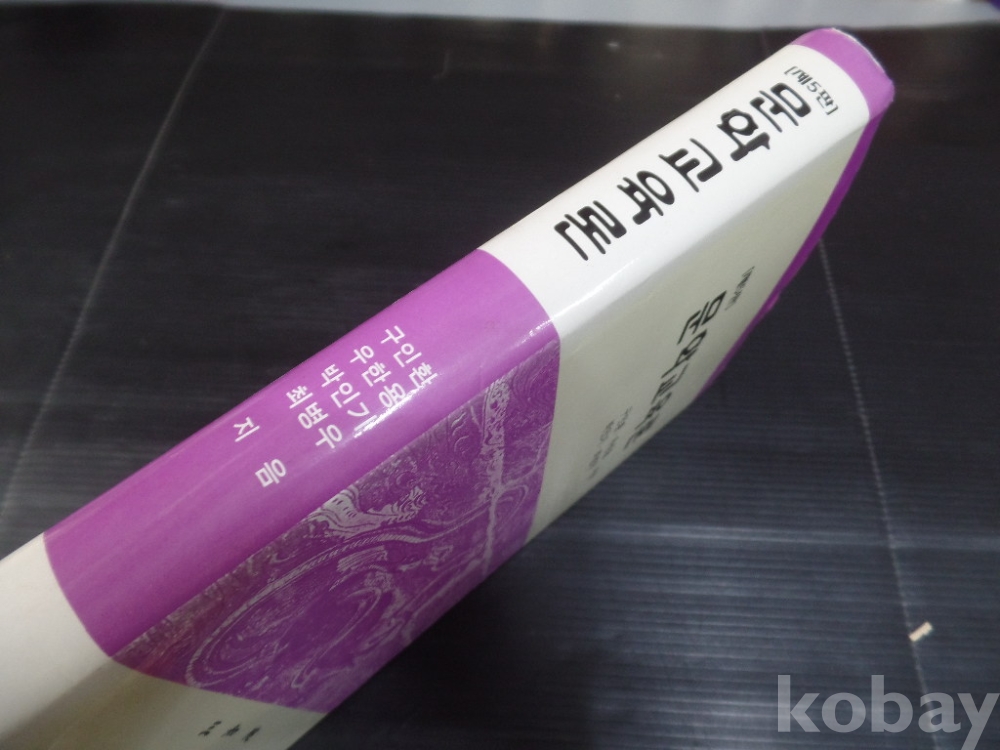 [제5판]
문학교육론
구인환
우한용
박인기
최병우
지음
kobay